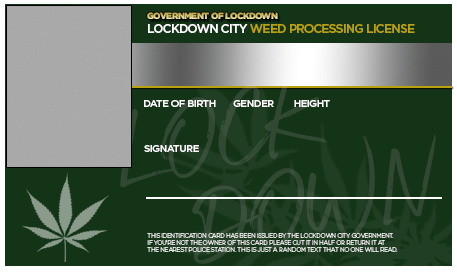 GOVERNMENT OF LOCKDOWN
LOCKDOWN CITY WEED PROCESSING LICENSE
DATE OF BIRTH GENDER HEIGHT
LOCK
DOWN
SIGNATURE
THIS IDENTIFICATION CARD HAS BEEN ISSUED BY THE LOCKDOWN CITY GOVERNMENT.
IF YOU'RE NOT THE OWNER OF THIS CARD PLEASE CUT IT IN HALF OR RETURN IT AT
THE NEAREST POLICE STATION. THIS IS JUST A RANDOM TEXT THAT NO ONE WILL READ.